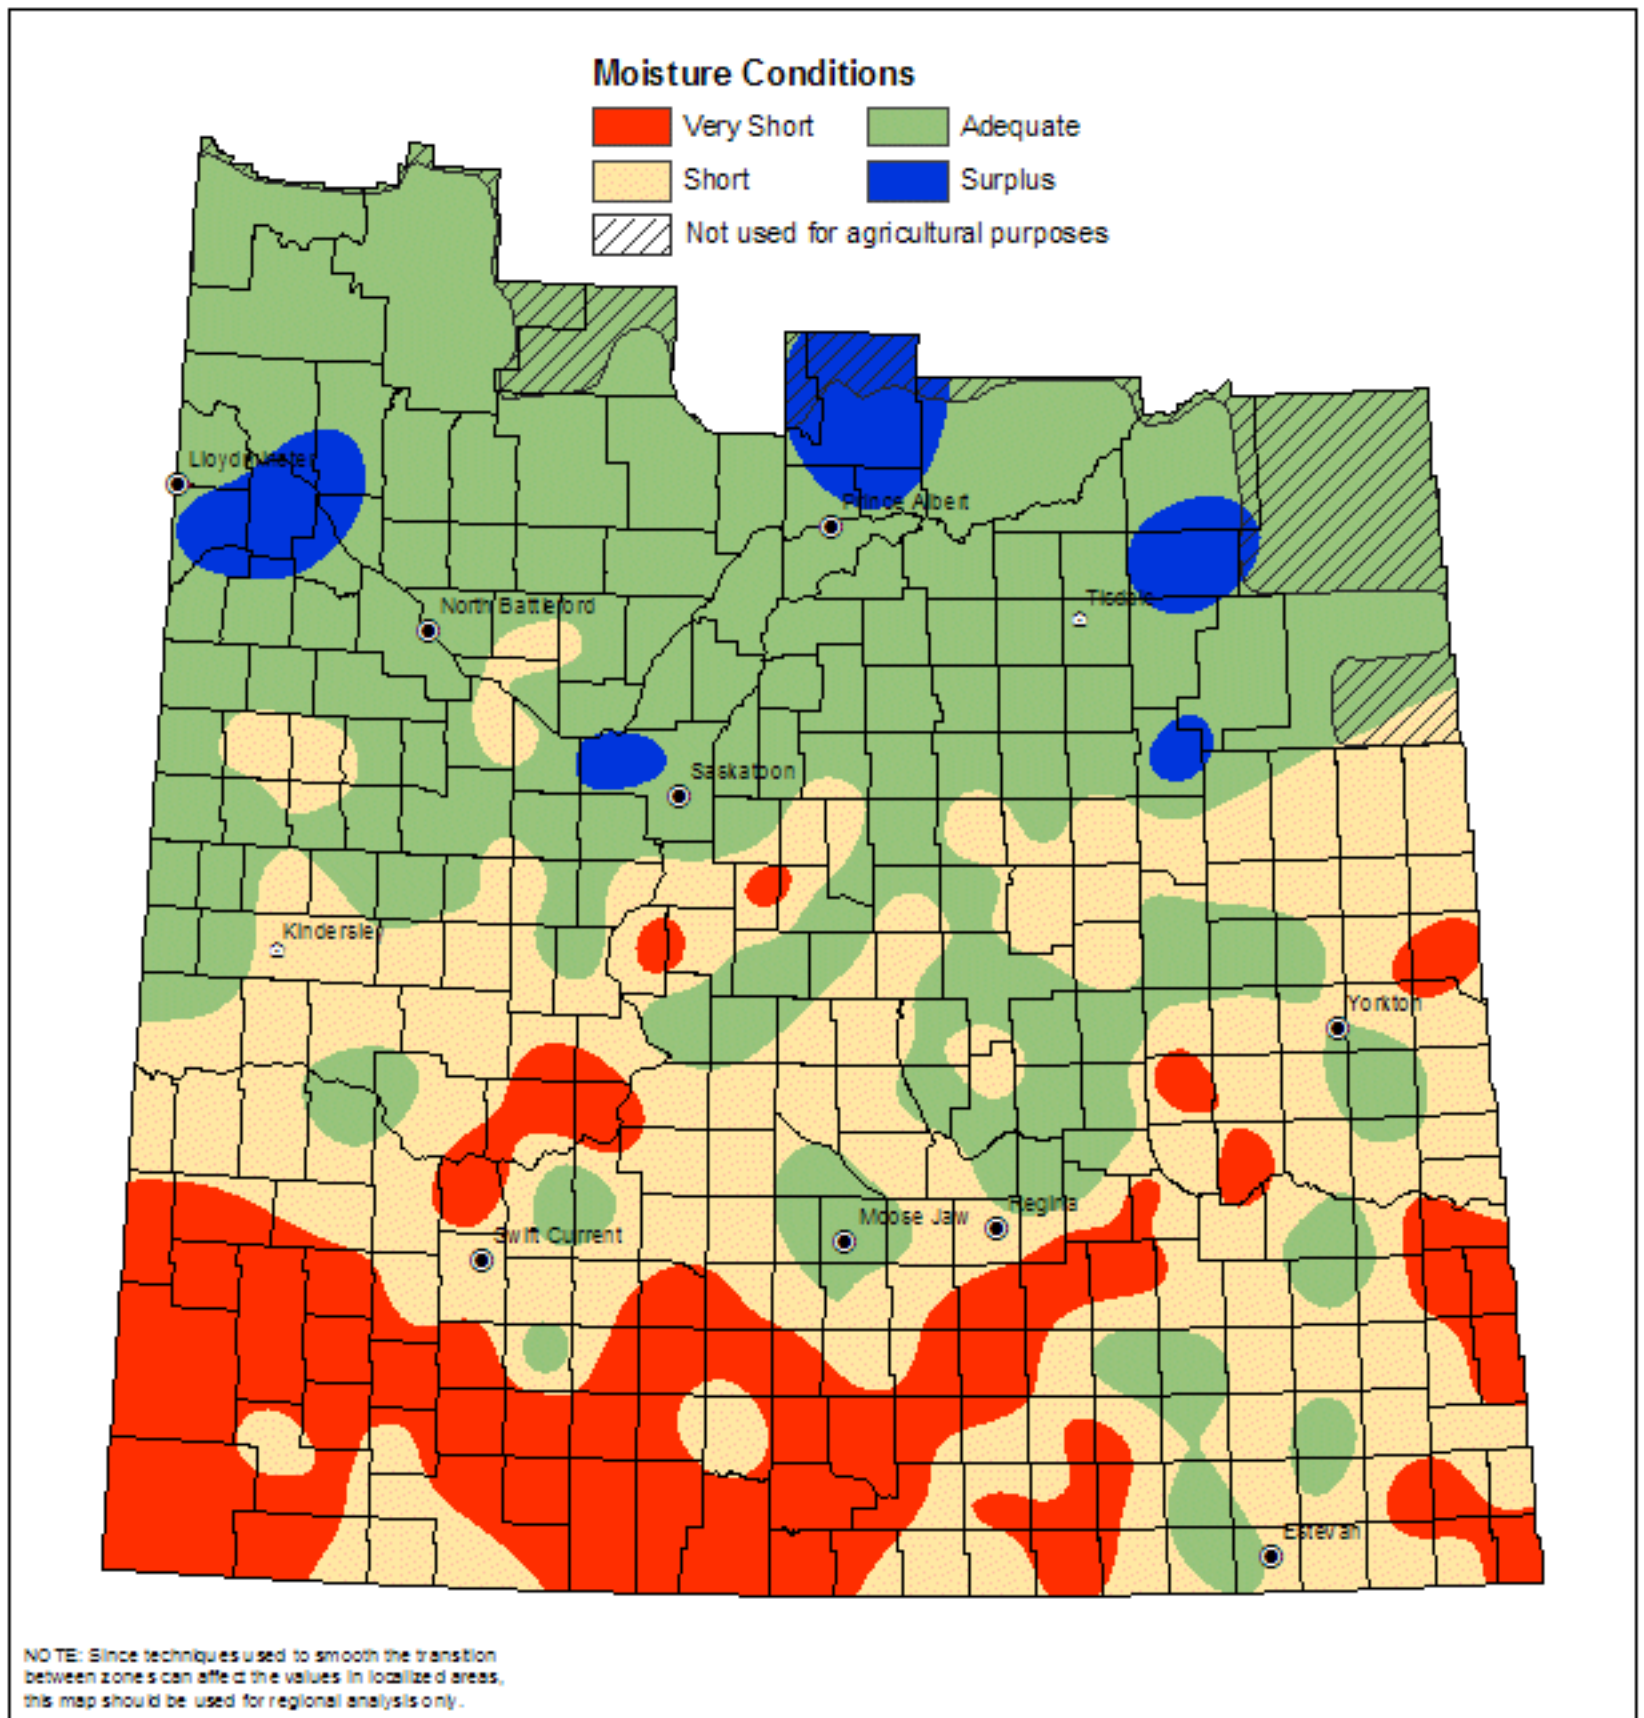 Moisture Conditions
Very Short
Adequate
Short
Surplus
Not used for agricultural purposes
Lloydminster
Prince Albert
North Battleford
Tisdale
Saskatoon
Kindersley
Yorkton
Moose Jaw
Regina
Swift Current
Estevan
NOTE: Since techniques used to smooth the transition
between zones can affect the values in localized areas,
this map should be used for regional analysis only.